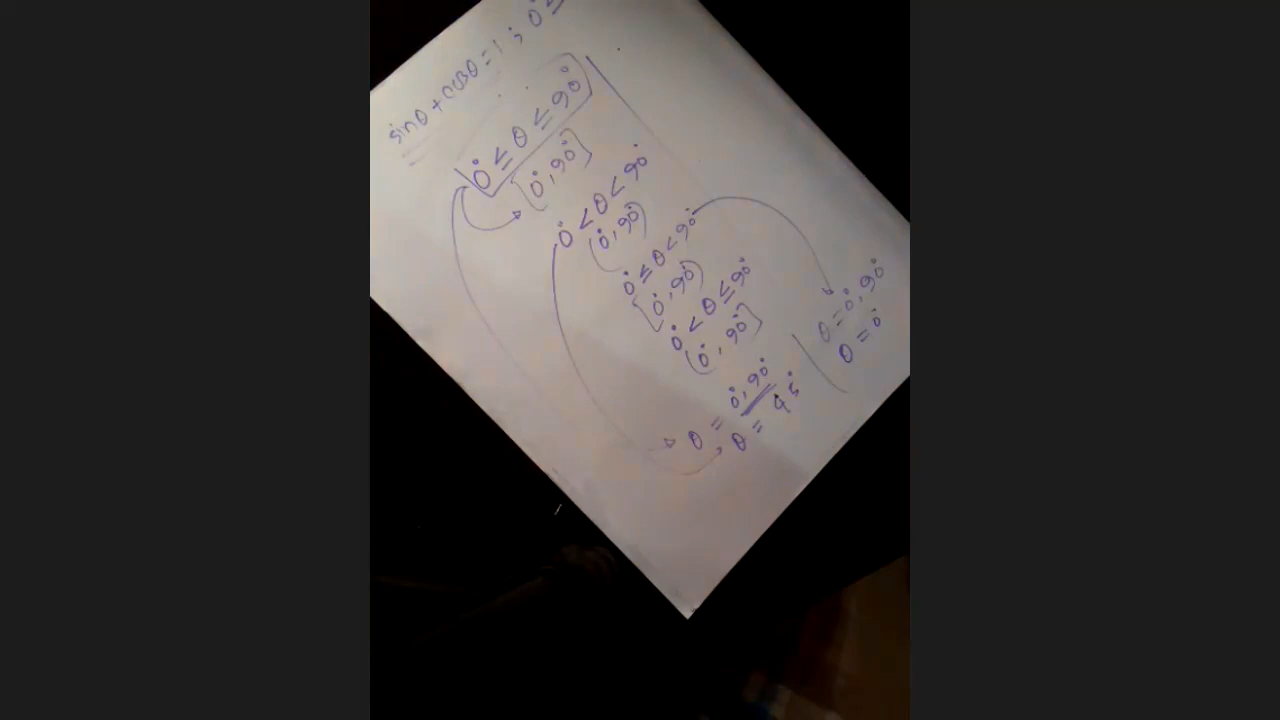 sinθ + cosθ = 1 ; 0° ≤
0° ≤ θ ≤ 90°
[0°, 90°]
0° < θ < 90°
(0°, 90°)
0° ≤ θ < 90°
[0°, 90°)
0° < θ ≤ 90°
(0°, 90°]
θ = 0°, 90°
θ = 45°
θ = 0°, 90°
θ = 0°